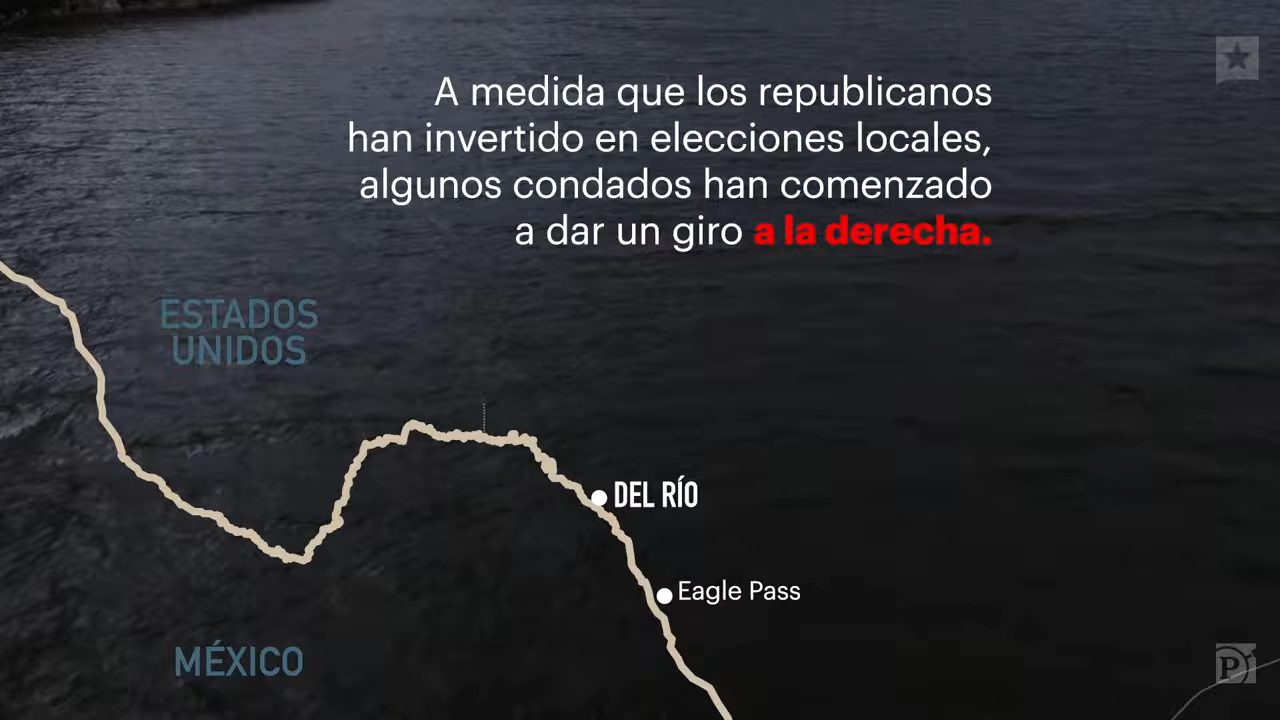 A medida que los republicanos
han invertido en elecciones locales,
algunos condados han comenzado
a dar un giro a la derecha.
ESTADOS
UNIDOS
DEL RÍO
Eagle Pass
MÉXICO
P